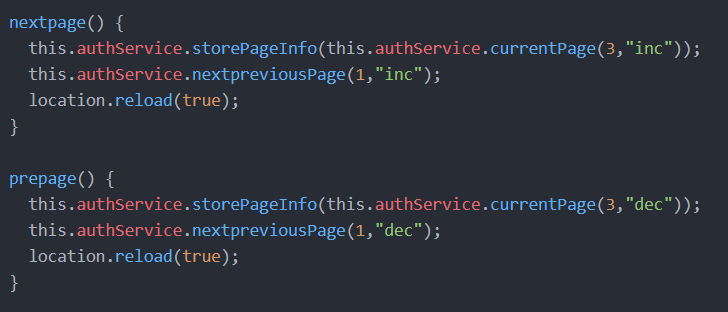 nextpage() {
  this.authService.storePageInfo(this.authService.currentPage(3,"inc"));
  this.authService.nextpreviousPage(1,"inc");
  location.reload(true);
}

prepage() {
  this.authService.storePageInfo(this.authService.currentPage(3,"dec"));
  this.authService.nextpreviousPage(1,"dec");
  location.reload(true);
}